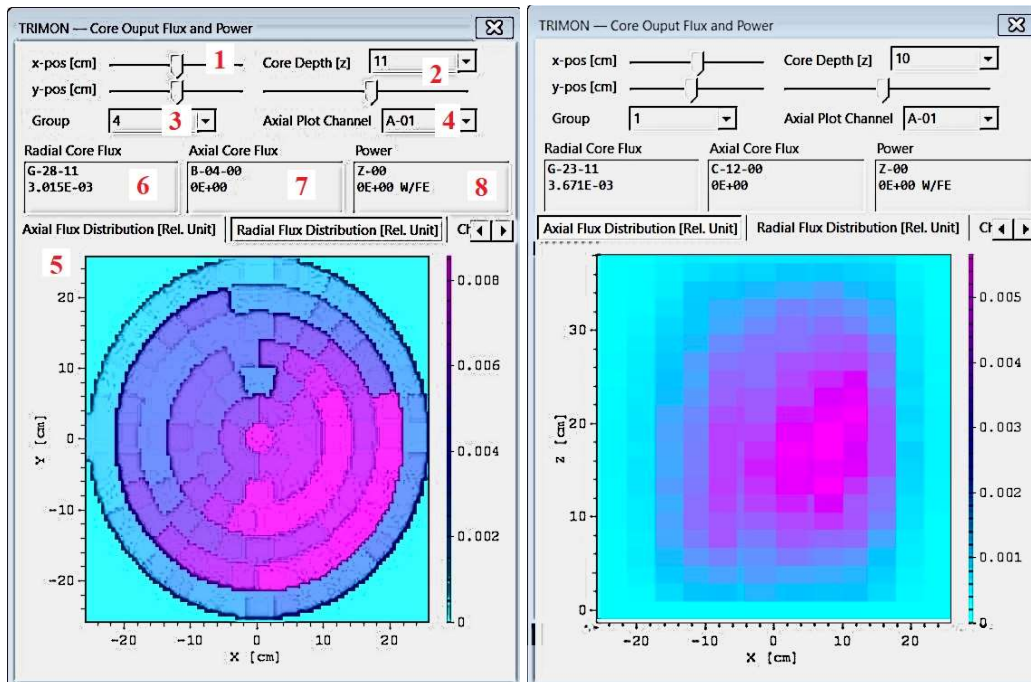 TRIMON — Core Ouput Flux and Power
x-pos [cm]
1
Core Depth [z]
11
2
y-pos [cm]
Group
4
3
Axial Plot Channel
A-01
4
Radial Core Flux
G-28-11
3.015E-03
6
Axial Core Flux
B-04-00
0E+00
7
Power
Z-00
0E+00 W/FE
8
Axial Flux Distribution [Rel. Unit]
Radial Flux Distribution [Rel. Unit]
5
20
10
0
-10
-20
Y [cm]
-20
-10
0
10
20
X [cm]
0.008
0.006
0.004
0.002
0
TRIMON — Core Ouput Flux and Power
x-pos [cm]
Core Depth [z]
10
y-pos [cm]
Group
1
Axial Plot Channel
A-01
Radial Core Flux
G-23-11
3.671E-03
Axial Core Flux
C-12-00
0E+00
Power
Z-00
0E+00 W/FE
Axial Flux Distribution [Rel. Unit]
Radial Flux Distribution [Rel. Unit]
30
20
10
0
Z [cm]
-20
-10
0
10
20
X [cm]
0.005
0.004
0.003
0.002
0.001
0